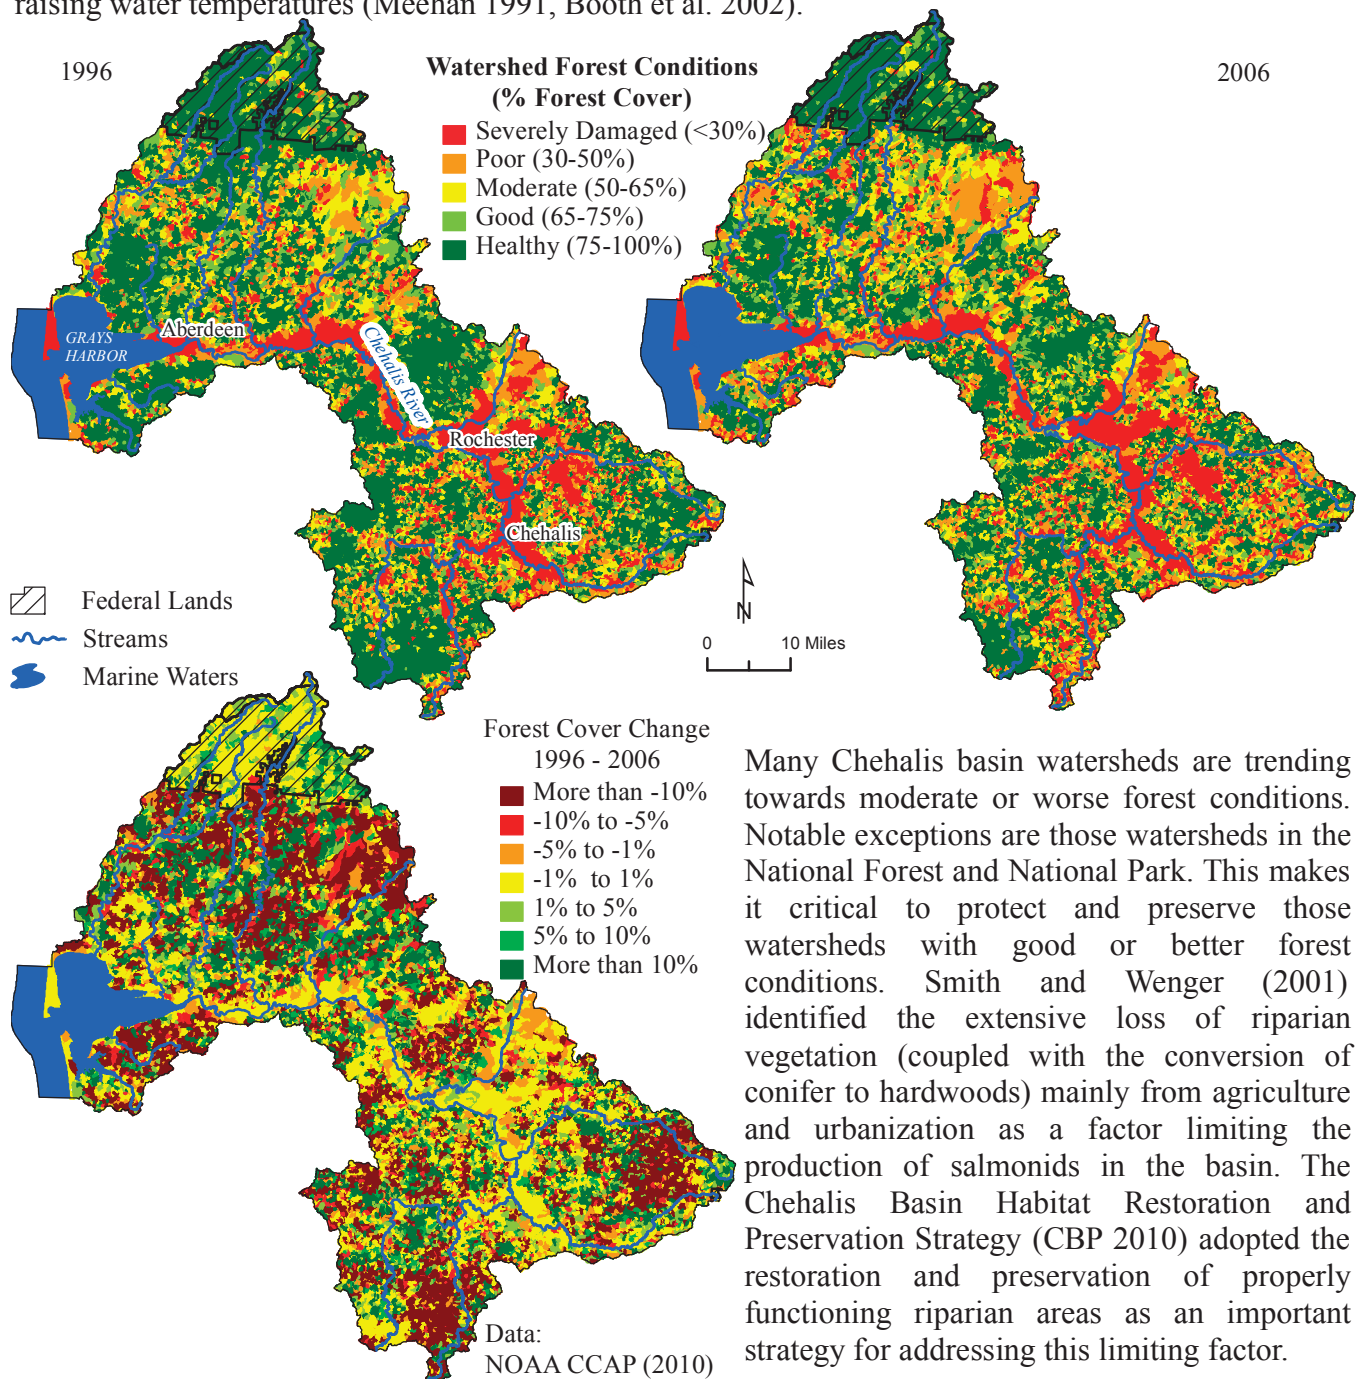 raising water temperatures (Meehan 1991, Booth et al. 2002).
1996
Watershed Forest Conditions
(% Forest Cover)
Severely Damaged (<30%)
Poor (30-50%)
Moderate (50-65%)
Good (65-75%)
Healthy (75-100%)
2006
GRAYS
HARBOR
Aberdeen
Chehalis River
Rochester
Chehalis
Federal Lands
Streams
Marine Waters
N
0 10 Miles
Forest Cover Change
1996 - 2006
More than -10%
-10% to -5%
-5% to -1%
-1% to 1%
1% to 5%
5% to 10%
More than 10%
Data:
NOAA CCAP (2010)
Many Chehalis basin watersheds are trending
towards moderate or worse forest conditions.
Notable exceptions are those watersheds in the
National Forest and National Park. This makes
it critical to protect and preserve those
watersheds with good or better forest
conditions. Smith and Wenger (2001)
identified the extensive loss of riparian
vegetation (coupled with the conversion of
conifer to hardwoods) mainly from agriculture
and urbanization as a factor limiting the
production of salmonids in the basin. The
Chehalis Basin Habitat Restoration and
Preservation Strategy (CBP 2010) adopted the
restoration and preservation of properly
functioning riparian areas as an important
strategy for addressing this limiting factor.